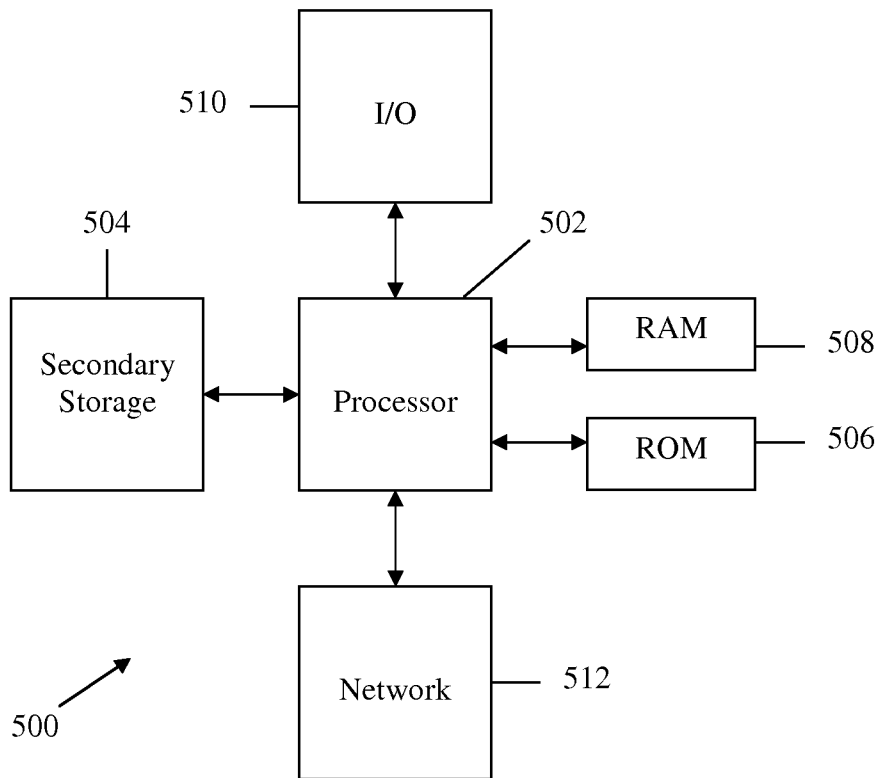 510
I/O
504
502
RAM
508
Secondary
Storage
Processor
ROM
506
Network
512
500